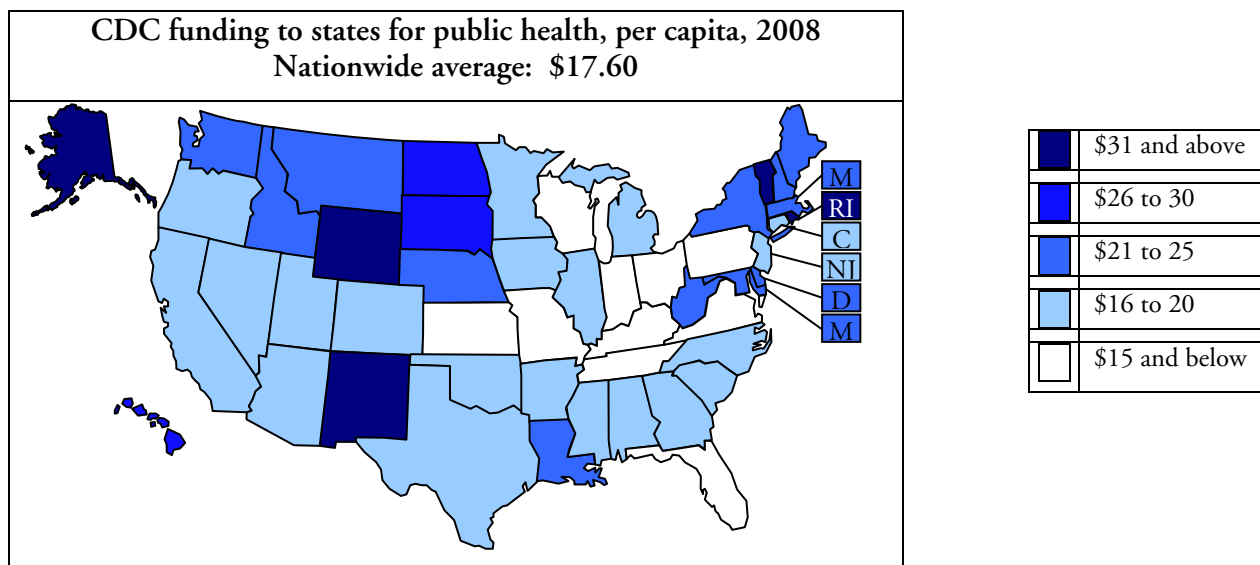 CDC funding to states for public health, per capita, 2008
Nationwide average: $17.60
M
RI
C
NJ
D
M
$31 and above
$26 to 30
$21 to 25
$16 to 20
$15 and below